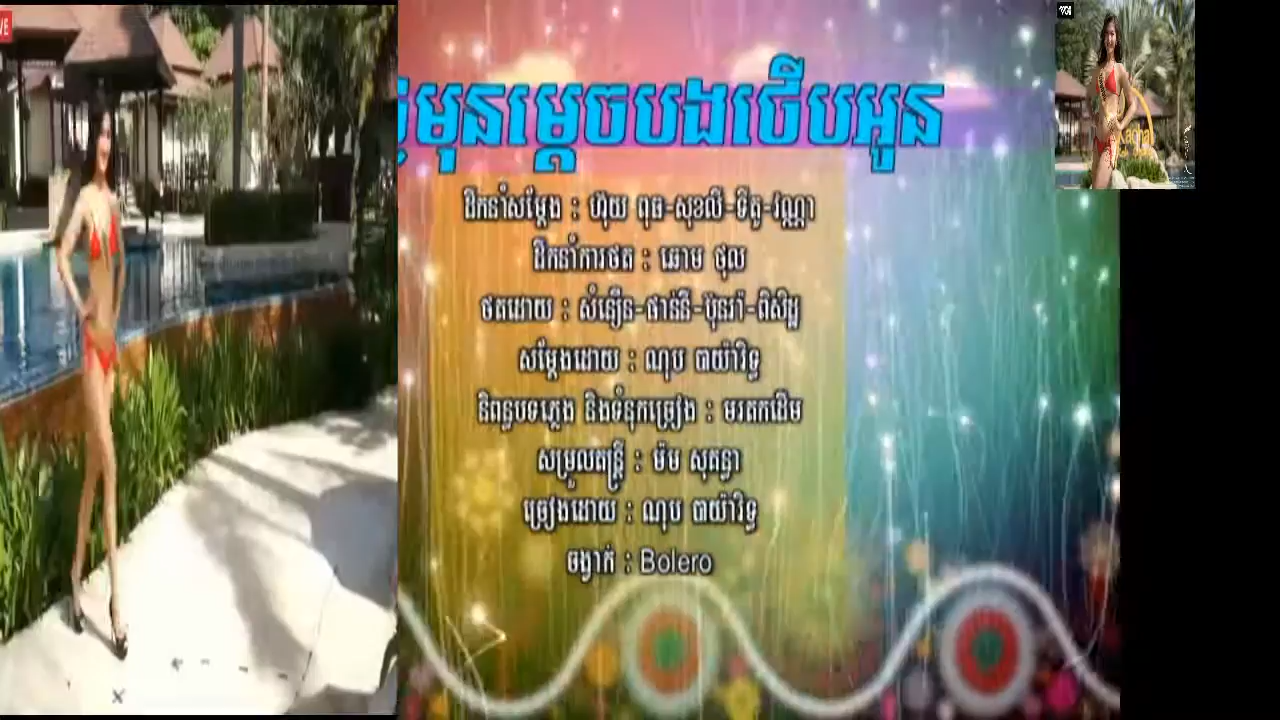 មុនម្ដេចបងថើបអូន
ដឹកនាំសម្ដែង : ហ៊ុយ ពុធ-សុខលី-ទិត្យ-វណ្ណា
ដឹកនាំការថត : ឆោម ថុល
ថតដោយ : សំនឿន-ផាន់នី-ប៊ុនរ៉ា-ពិសិដ្ឋ
សម្ដែងដោយ : ណុប បាយ៉ារិទ្ធ
និពន្ធបទភ្លេង និងទំនុកច្រៀង : មរតកដើម
សម្រួលតន្ត្រី : ម៉ម សុគន្ធា
ច្រៀងដោយ : ណុប បាយ៉ារិទ្ធ
ចង្វាក់ : Bolero